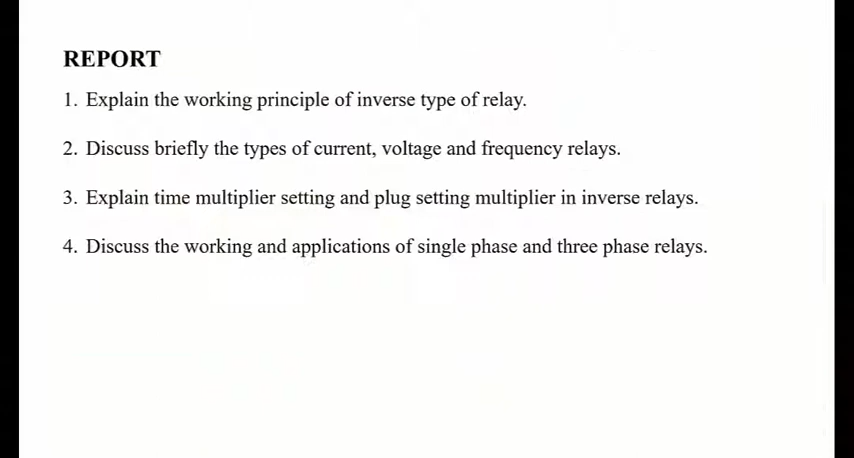 REPORT
1. Explain the working principle of inverse type of relay.
2. Discuss briefly the types of current, voltage and frequency relays.
3. Explain time multiplier setting and plug setting multiplier in inverse relays.
4. Discuss the working and applications of single phase and three phase relays.